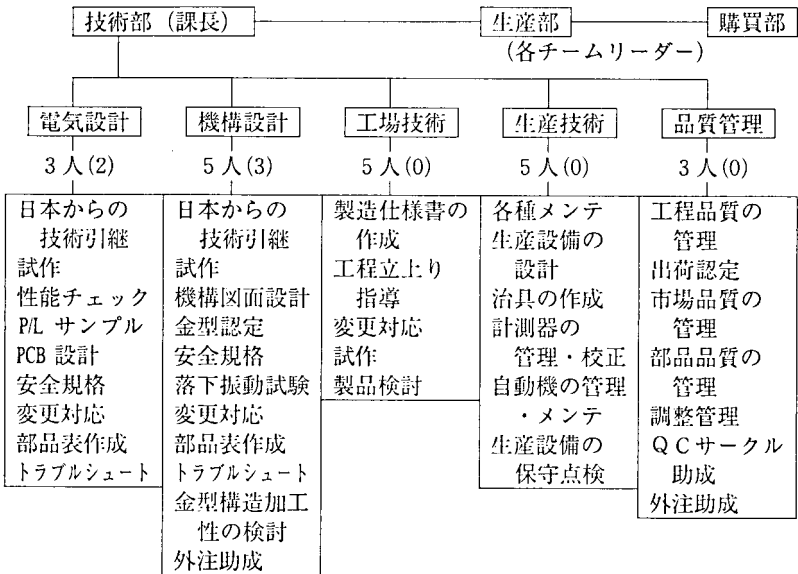 技術部（課長）
生産部
購買部
（各チームリーダー）
電気設計
機構設計
工場技術
生産技術
品質管理
3人(2)
5人(3)
5人(0)
5人(0)
3人(0)
日本からの
技術引継
試作
性能チェック
P/L サンプル
PCB 設計
安全規格
変更対応
部品表作成
トラブルシュート
日本からの
技術引継
試作
機構図面設計
金型認定
安全規格
落下振動試験
変更対応
部品表作成
トラブルシュート
金型構造加工
性の検討
外注助成
製造仕様書の
作成
工程立上り
指導
変更対応
試作
製品検討
各種メンテ
生産設備の
設計
治具の作成
計測器の
管理・校正
自動機の管理
・メンテ
生産設備の
保守点検
工程品質の
管理
出荷認定
市場品質の
管理
部品品質の
管理
調整管理
QCサークル
助成
外注助成